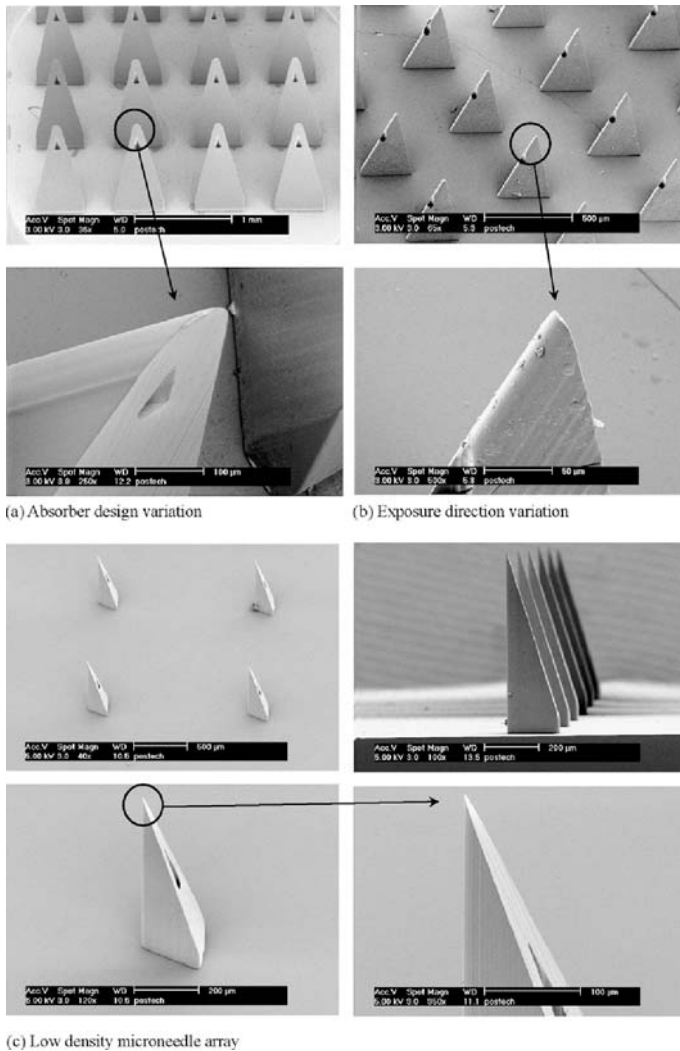 Acc.V Spot Magn WD 1 mm
3.00 kV 3.0 35x 5.0 postech
Acc.V Spot Magn WD 500 µm
3.00 kV 3.0 65x 5.3 postech
Acc.V Spot Magn WD 100 µm
3.00 kV 3.0 250x 12.2 postech
Acc.V Spot Magn WD 50 µm
3.00 kV 3.0 500x 5.8 postech
(a) Absorber design variation
(b) Exposure direction variation
Acc.V Spot Magn WD 500 µm
5.00 kV 3.0 40x 10.6 postech
Acc.V Spot Magn WD 200 µm
5.00 kV 3.0 100x 13.5 postech
Acc.V Spot Magn WD 200 µm
5.00 kV 3.0 120x 10.6 postech
Acc.V Spot Magn WD 100 µm
5.00 kV 3.0 350x 11.1 postech
(c) Low density microneedle array